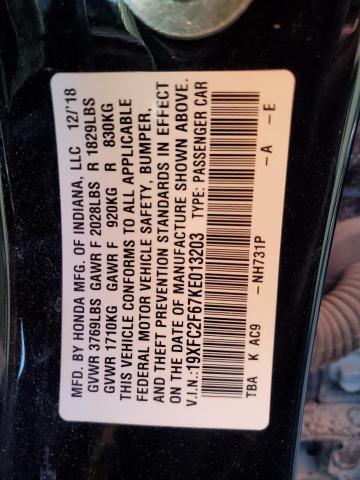 MFD. BY HONDA MFG. OF INDIANA, LLC 12/'18
GVWR 3769LBS GAWR F 2028LBS R 1829LBS
GVWR 1710KG GAWR F 920KG R 830KG
THIS VEHICLE CONFORMS TO ALL APPLICABLE
FEDERAL MOTOR VEHICLE SAFETY, BUMPER,
AND THEFT PREVENTION STANDARDS IN EFFECT
ON THE DATE OF MANUFACTURE SHOWN ABOVE.
V.I.N.:19XFC2F67KE013203 TYPE: PASSENGER CAR
TBA K AC9 -A -E
-NH731P